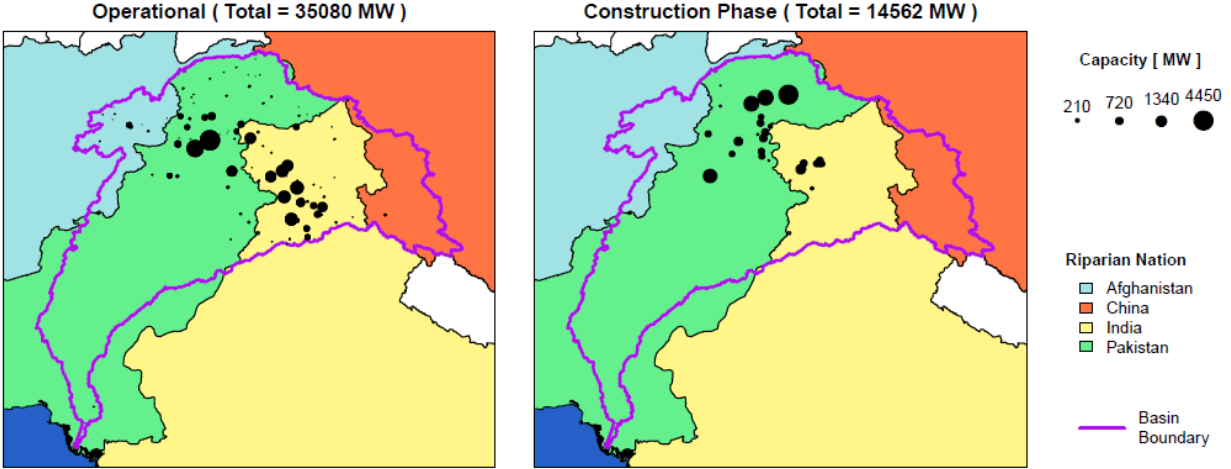 Operational ( Total = 35080 MW )
Construction Phase ( Total = 14562 MW )
Capacity [ MW ]
210 720 1340 4450
Riparian Nation
Afghanistan
China
India
Pakistan
Basin
Boundary